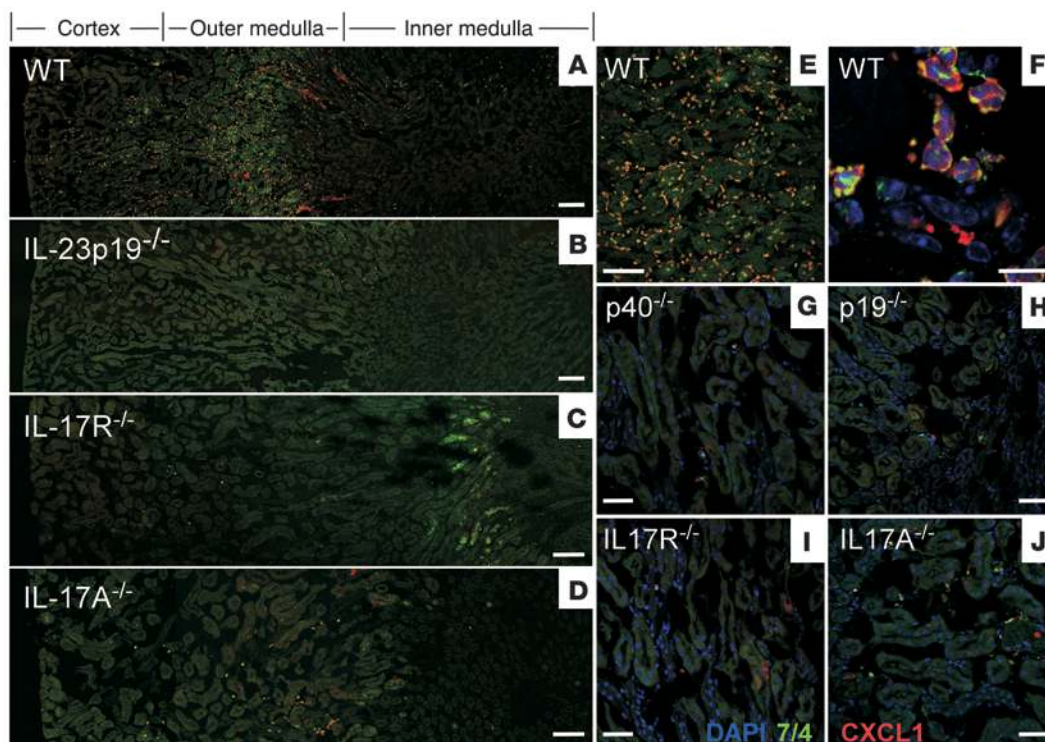 Cortex Outer medulla Inner medulla
WT A
IL-23p19-/- B
IL-17R-/- C
IL-17A-/- D
WT E
WT F
p40-/- G
p19-/- H
IL17R-/- I
IL17A-/- J
DAPI 7/4 CXCL1